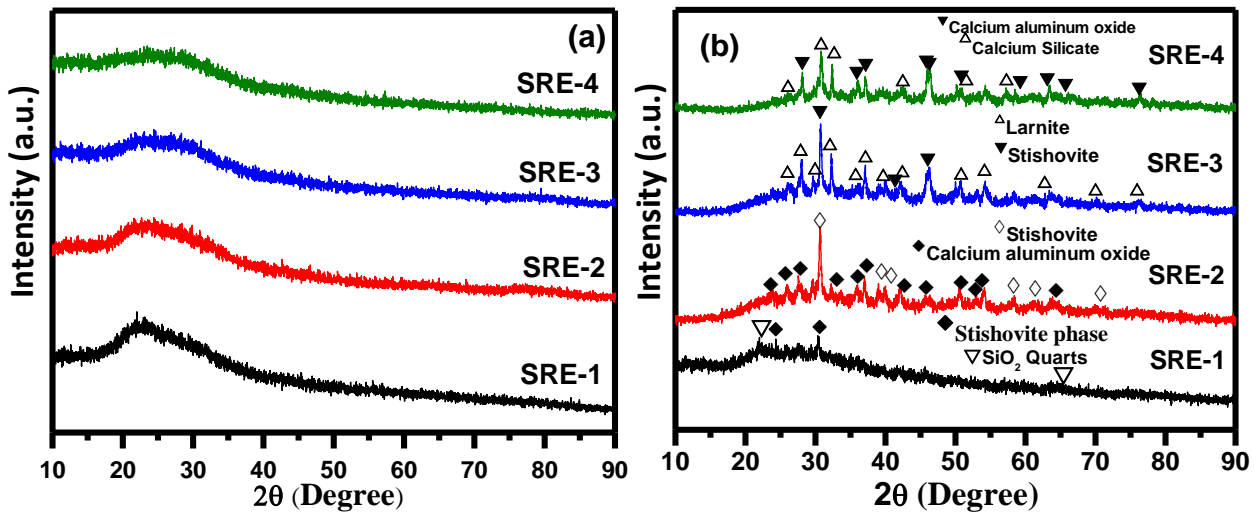 (a)
SRE-4
SRE-3
SRE-2
SRE-1
Intensity (a.u.)
10 20 30 40 50 60 70 80 90
2θ (Degree)
(b)
Calcium aluminum oxide
Calcium Silicate
SRE-4
Larnite
Stishovite
SRE-3
Stishovite
Calcium aluminum oxide
SRE-2
Stishovite phase
SiO₂ Quarts
SRE-1
Intensity (a.u.)
10 20 30 40 50 60 70 80 90
2θ (Degree)